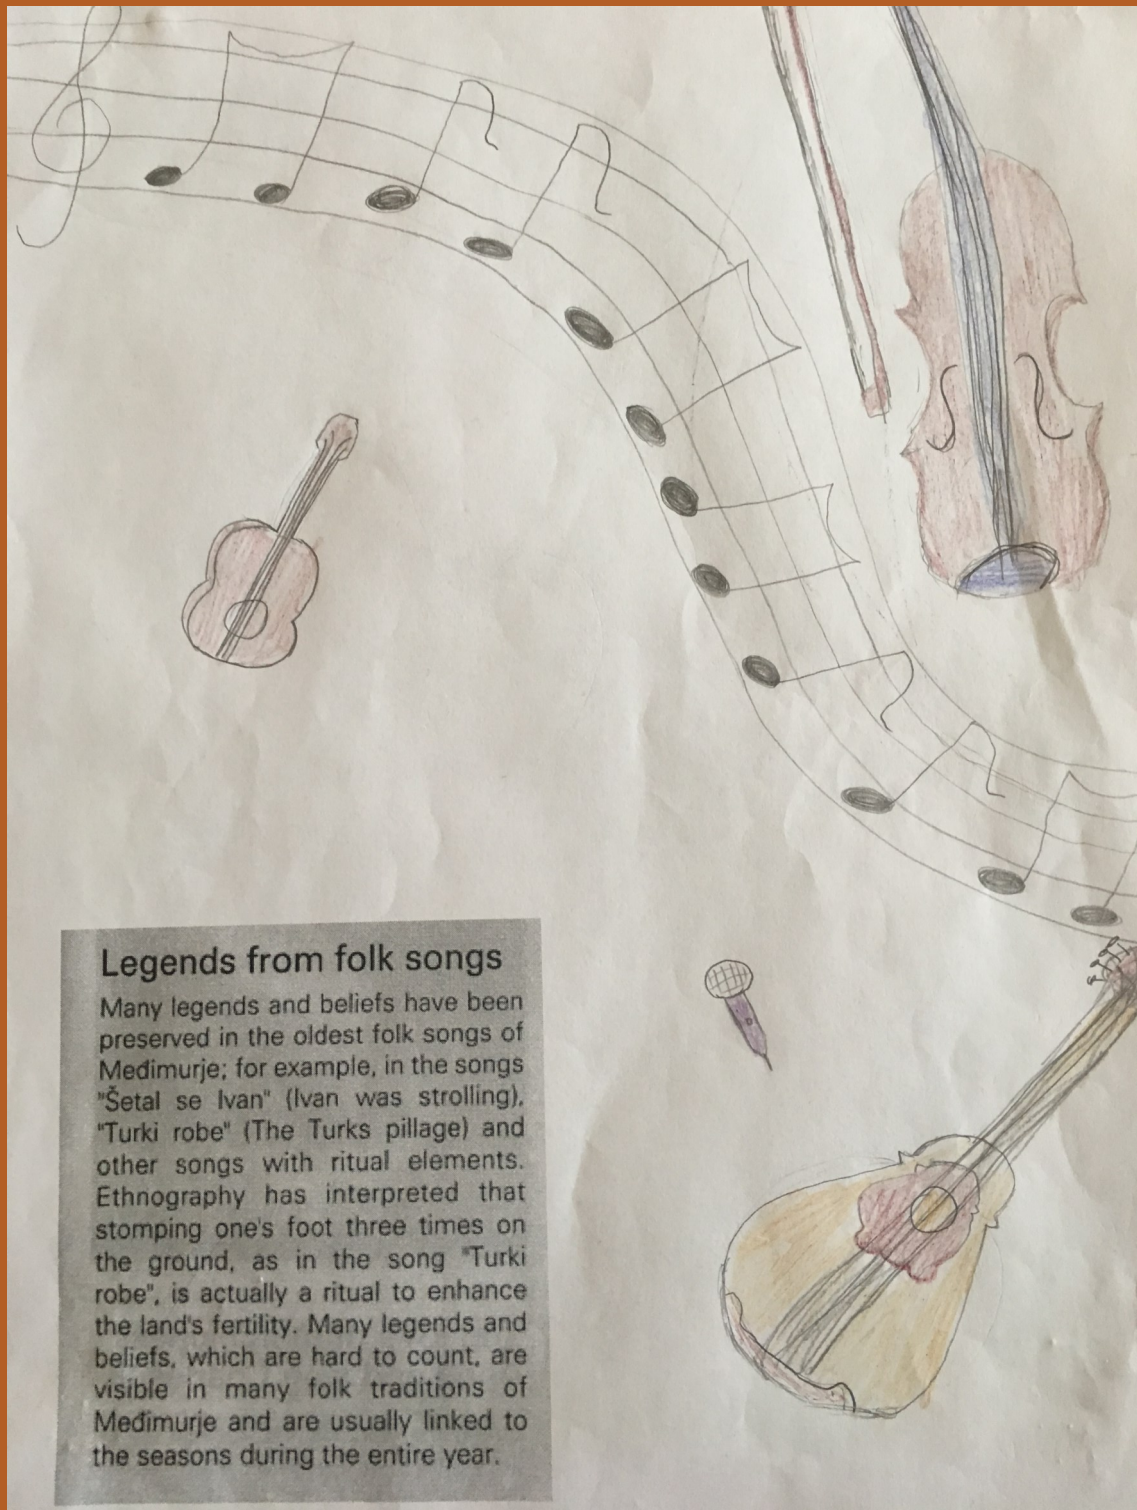 Legends from folk songs
Many legends and beliefs have been
preserved in the oldest folk songs of
Međimurje; for example, in the songs
"Šetal se Ivan" (Ivan was strolling),
"Turki robe" (The Turks pillage) and
other songs with ritual elements.
Ethnography has interpreted that
stomping one's foot three times on
the ground, as in the song "Turki
robe", is actually a ritual to enhance
the land's fertility. Many legends and
beliefs, which are hard to count, are
visible in many folk traditions of
Međimurje and are usually linked to
the seasons during the entire year.